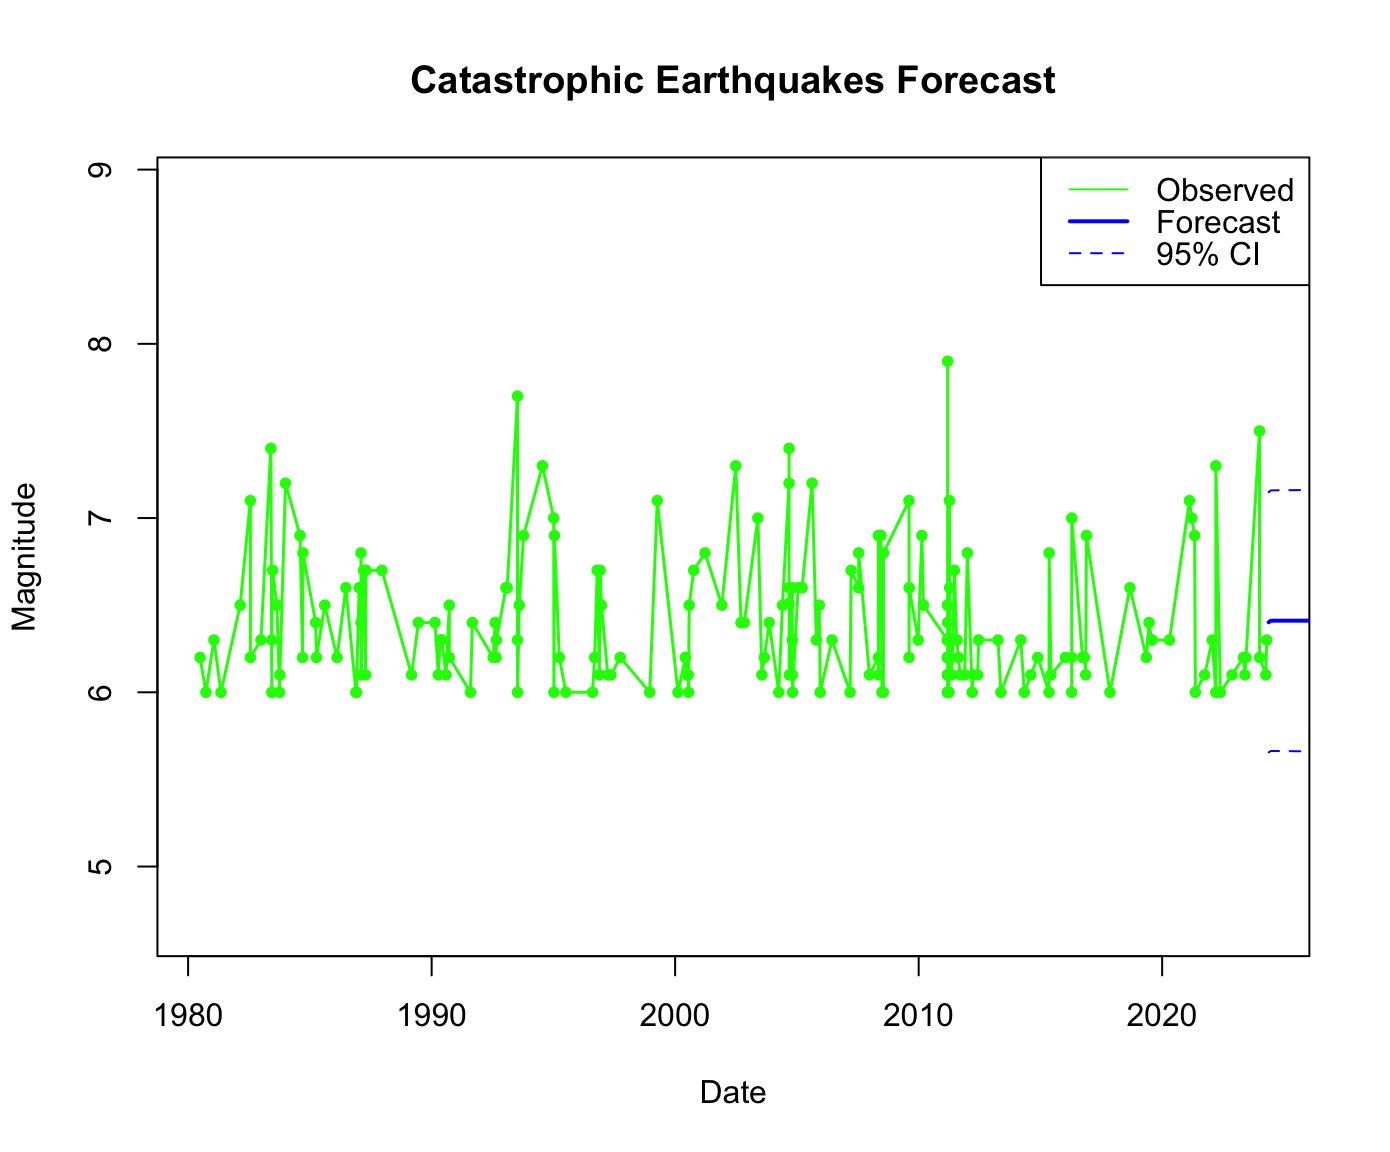 Catastrophic Earthquakes Forecast
Observed
Forecast
95% CI
Magnitude
9
8
7
6
5
1980 1990 2000 2010 2020
Date